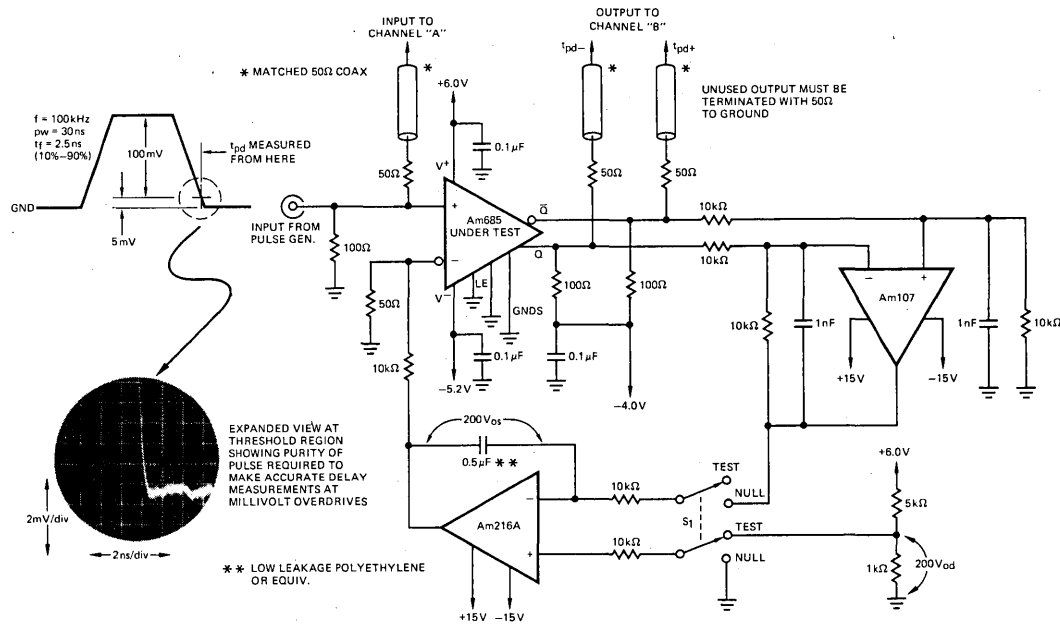 INPUT TO
CHANNEL "A"
OUTPUT TO
CHANNEL "B"
* MATCHED 50Ω COAX
*
tpd−
*
tpd+
*
UNUSED OUTPUT MUST BE
TERMINATED WITH 50Ω
TO GROUND
+6.0V
f = 100kHz
pw = 30ns
tf = 2.5ns
(10%–90%)
100mV
tpd MEASURED
FROM HERE
GND
5mV
0.1µF
50Ω
50Ω
50Ω
V+
+
Am685
UNDER TEST
−
V−
LE
GNDS
Q̅
Q
INPUT FROM
PULSE GEN.
100Ω
50Ω
10kΩ
10kΩ
100Ω
100Ω
0.1µF
0.1µF
−5.2V
−4.0V
10kΩ
10kΩ
1nF
−
+
Am107
+15V
−15V
1nF
10kΩ
EXPANDED VIEW AT
THRESHOLD REGION
SHOWING PURITY OF
PULSE REQUIRED TO
MAKE ACCURATE DELAY
MEASUREMENTS AT
MILLIVOLT OVERDRIVES
2mV/div
2ns/div
200Vos
0.5µF **
Am216A
−
+
+15V
−15V
10kΩ
10kΩ
TEST
NULL
S1
TEST
NULL
+6.0V
5kΩ
1kΩ
200Vod
** LOW LEAKAGE POLYETHYLENE
OR EQUIV.